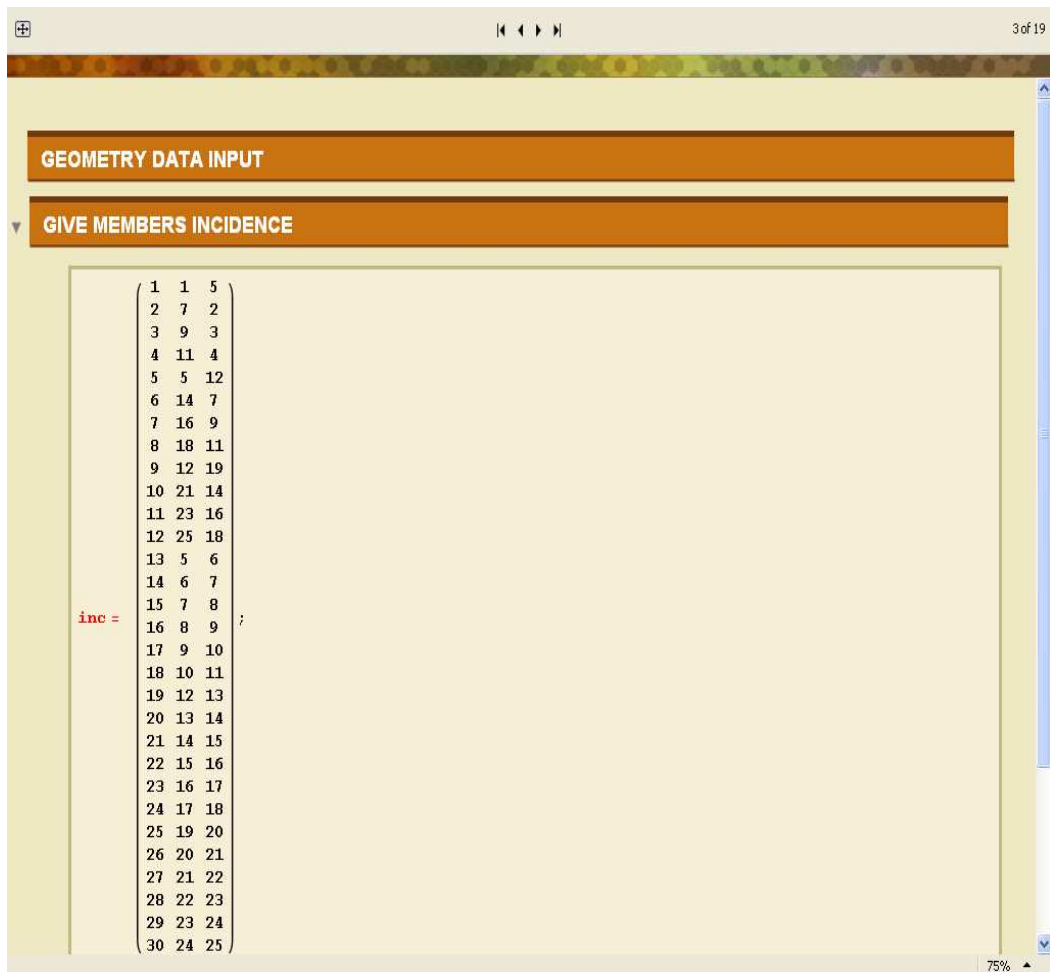 3 of 19
GEOMETRY DATA INPUT
GIVE MEMBERS INCIDENCE
1 1 5
2 7 2
3 9 3
4 11 4
5 5 12
6 14 7
7 16 9
8 18 11
9 12 19
10 21 14
11 23 16
12 25 18
13 5 6
14 6 7
15 7 8
inc = ;
16 8 9
17 9 10
18 10 11
19 12 13
20 13 14
21 14 15
22 15 16
23 16 17
24 17 18
25 19 20
26 20 21
27 21 22
28 22 23
29 23 24
30 24 25
75%